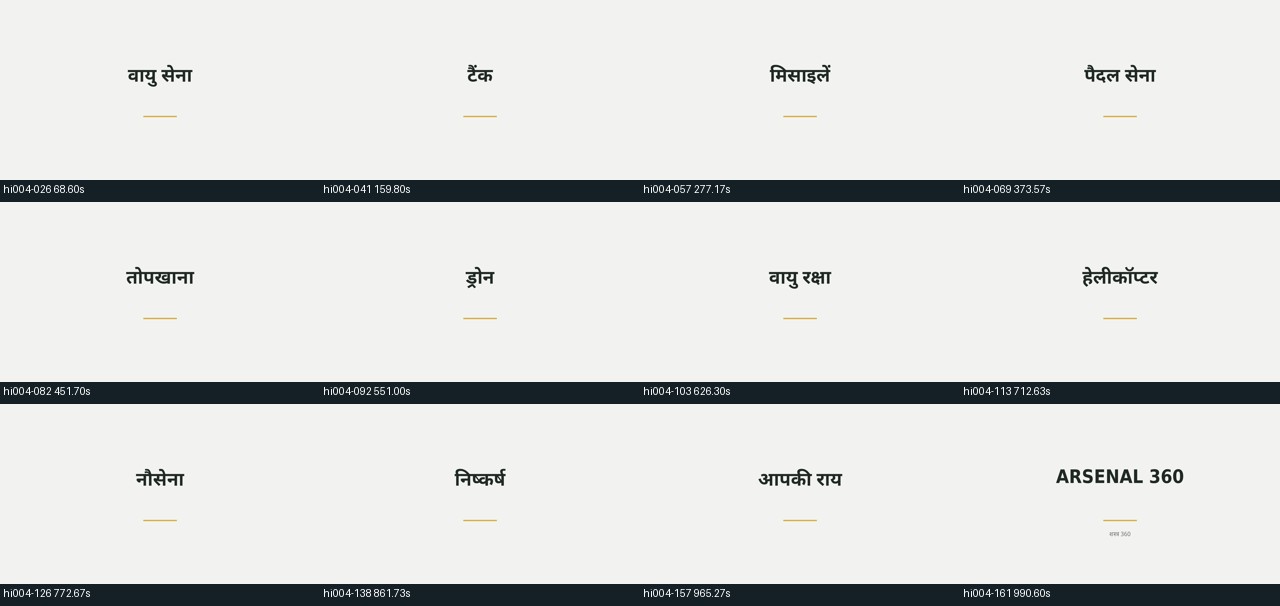 वायु सेना
टैंक
मिसाइलें
पैदल सेना
hi004-026 68.60s
hi004-041 159.80s
hi004-057 277.17s
hi004-069 373.57s
तोपखाना
ड्रोन
वायु रक्षा
हेलीकॉप्टर
hi004-082 451.70s
hi004-092 551.00s
hi004-103 626.30s
hi004-113 712.63s
नौसेना
निष्कर्ष
आपकी राय
ARSENAL 360
360
hi004-126 772.67s
hi004-138 861.73s
hi004-157 965.27s
hi004-161 990.60s